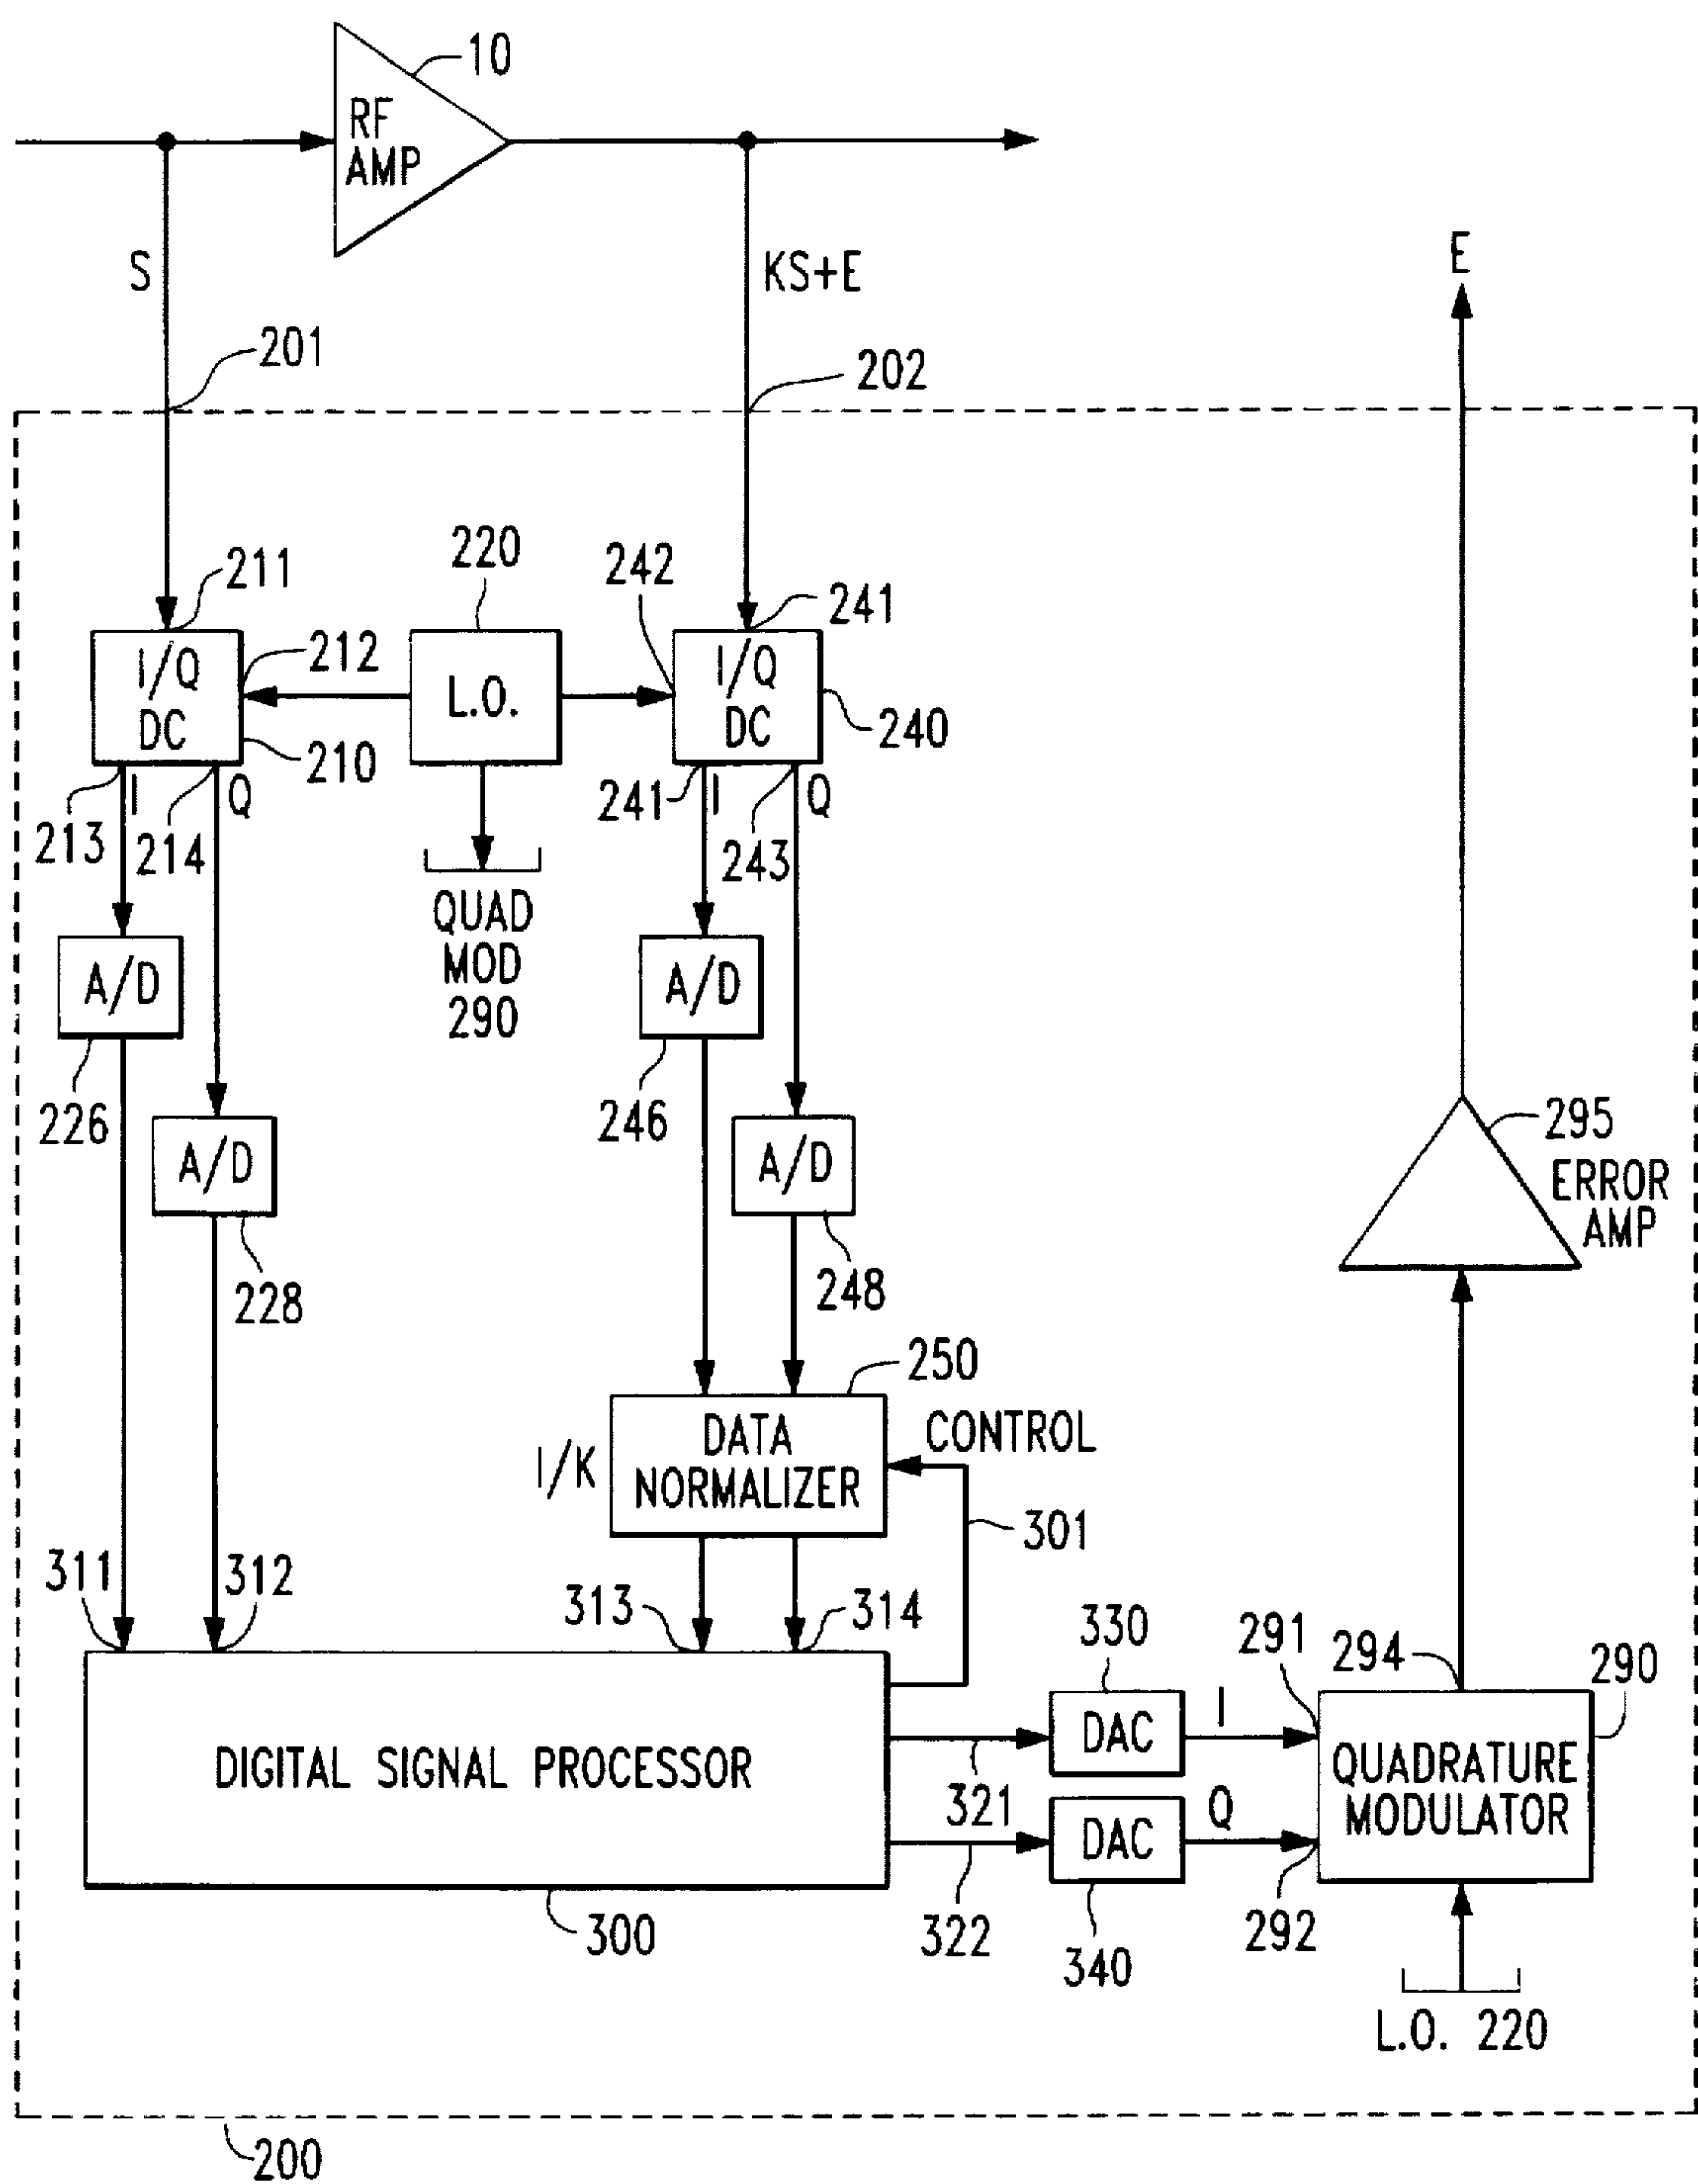 10
RF
AMP
S
KS+E
E
201
202
211
220
242
241
I/Q
DC
212
L.O.
I/Q
DC
210
240
213
I
214
Q
241
I
243
Q
QUAD
MOD
290
A/D
A/D
226
246
A/D
A/D
228
248
295
ERROR
AMP
250
I/K
DATA
NORMALIZER
CONTROL
301
311
312
313
314
330
291
294
290
DIGITAL SIGNAL PROCESSOR
321
DAC
I
QUADRATURE
MODULATOR
322
DAC
Q
300
340
292
L.O. 220
200